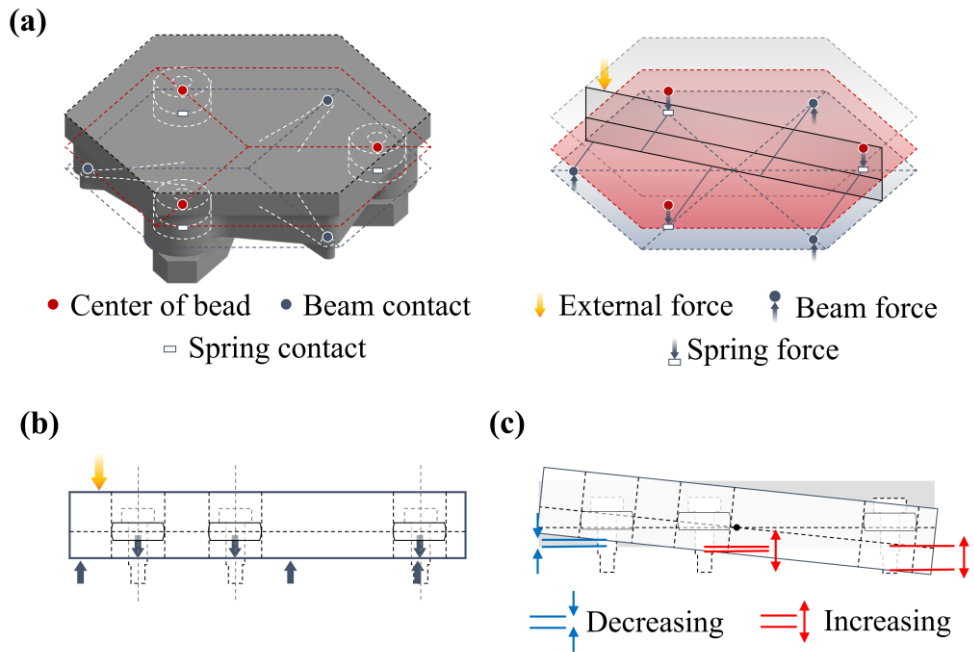 (a)
Center of bead
Beam contact
Spring contact
External force
Beam force
Spring force
(b)
(c)
Decreasing
Increasing